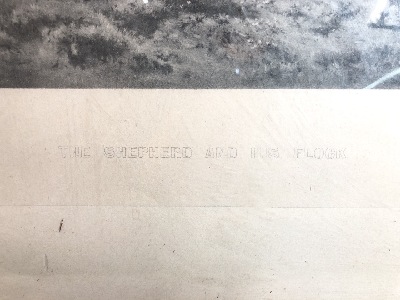 THE SHEPHERD AND HIS FLOCK